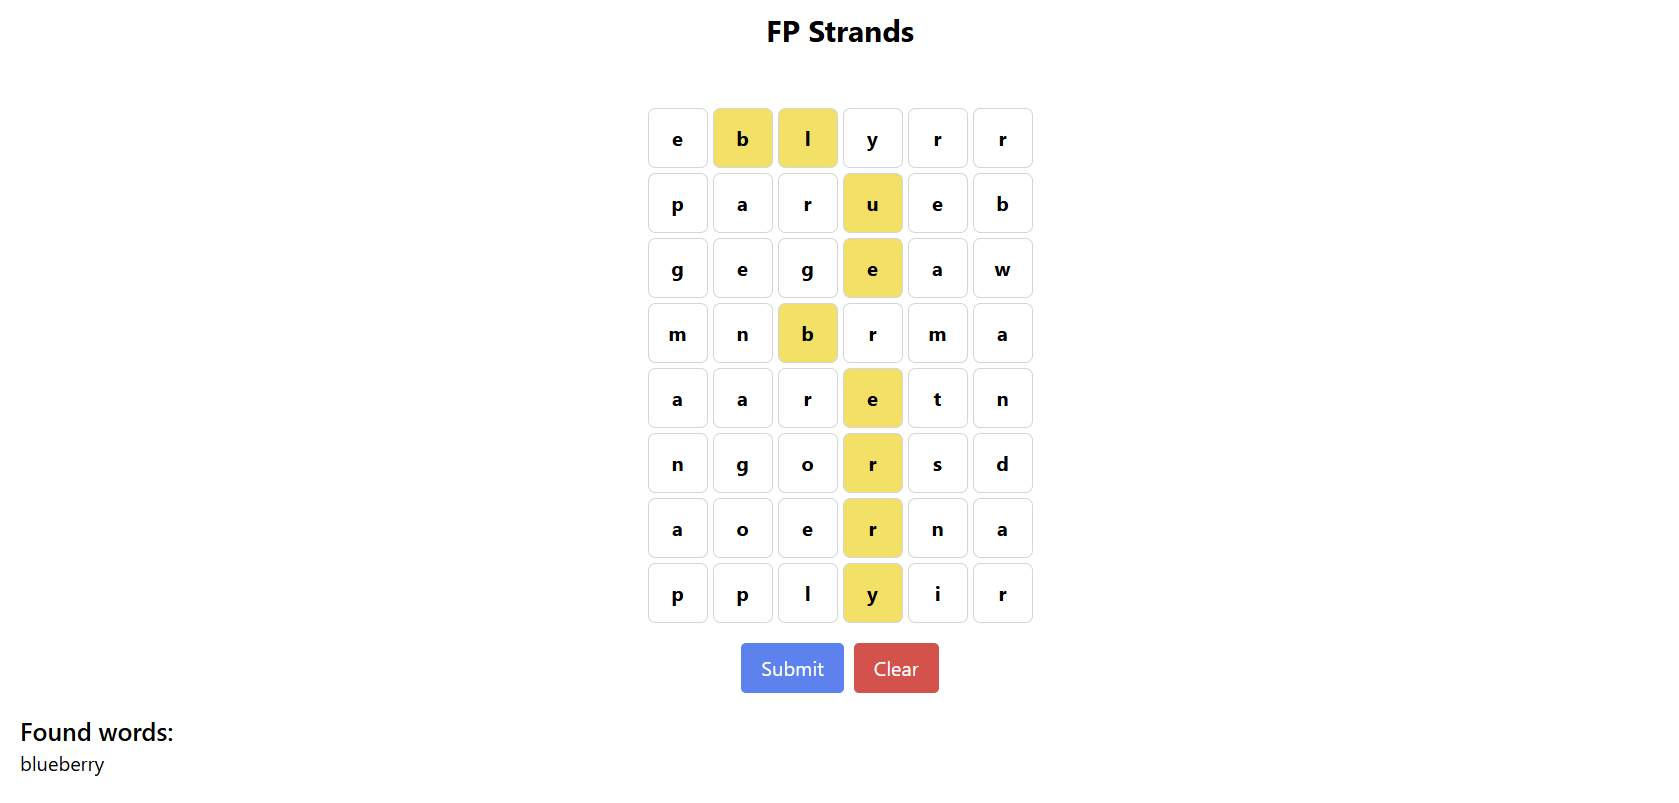 FP Strands
e b l y r r
p a r u e b
g e g e a w
m n b r m a
a a r e t n
n g o r s d
a o e r n a
p p l y i r
Submit Clear
Found words:
blueberry